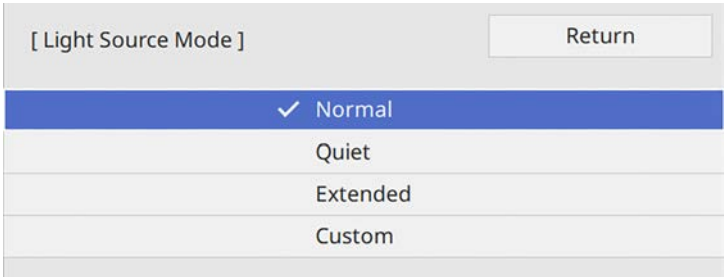 [ Light Source Mode ]
Return
Normal
Quiet
Extended
Custom